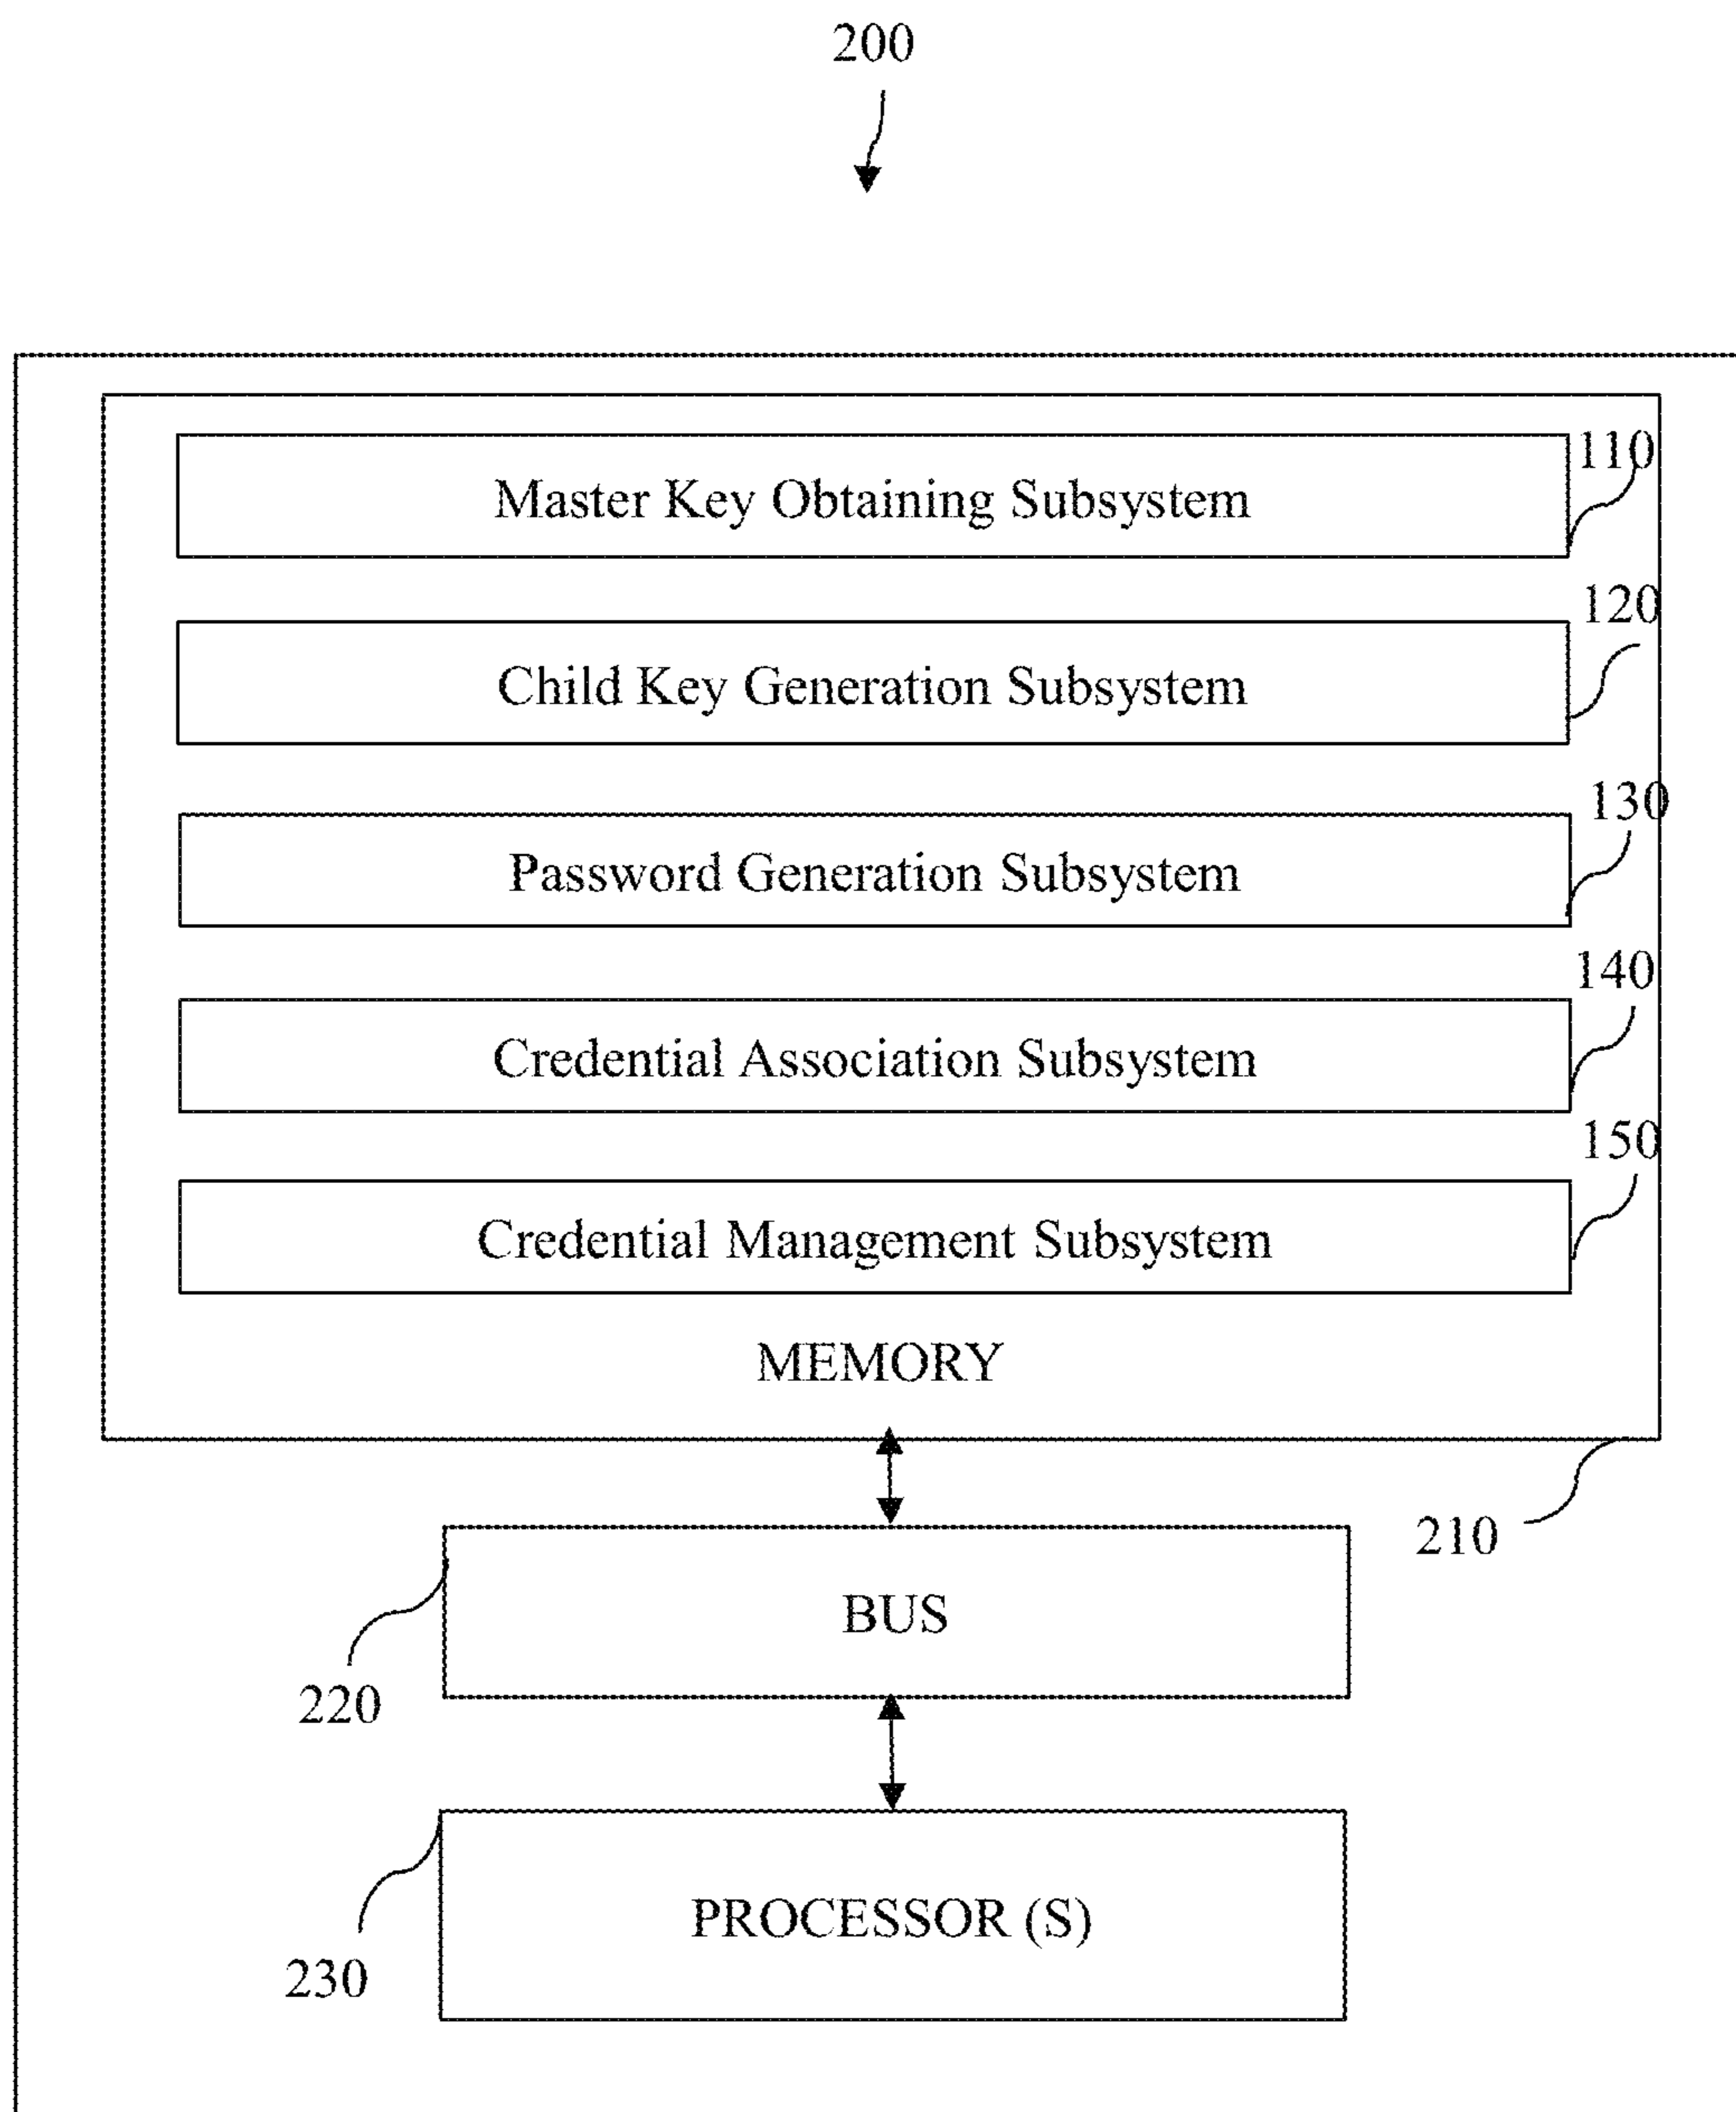 200
110
Master Key Obtaining Subsystem
120
Child Key Generation Subsystem
130
Password Generation Subsystem
140
Credential Association Subsystem
150
Credential Management Subsystem
MEMORY
210
BUS
220
PROCESSOR (S)
230